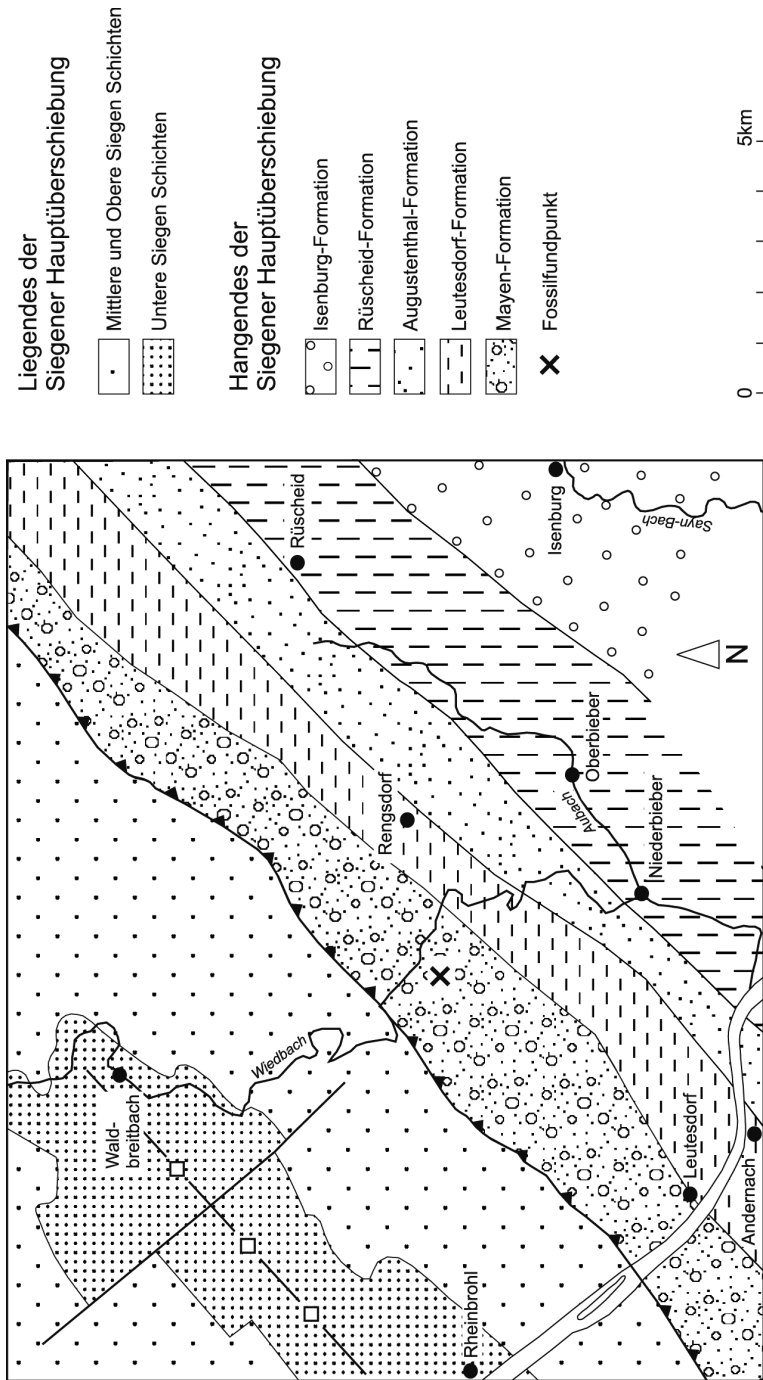 Wald-
breitbach
Wiedbach
Rheinbrohl
Rengsdorf
Rüscheid
Isenburg
Sayn-Bach
Oberbieber
Aubach
Niederbieber
Leutesdorf
Andernach
N
Liegendes der
Siegener Hauptüberschiebung
Mittlere und Obere Siegen Schichten
Untere Siegen Schichten
Hangendes der
Siegener Hauptüberschiebung
Isenburg-Formation
Rüscheid-Formation
Augustenthal-Formation
Leutesdorf-Formation
Mayen-Formation
Fossilfundpunkt
0
5km